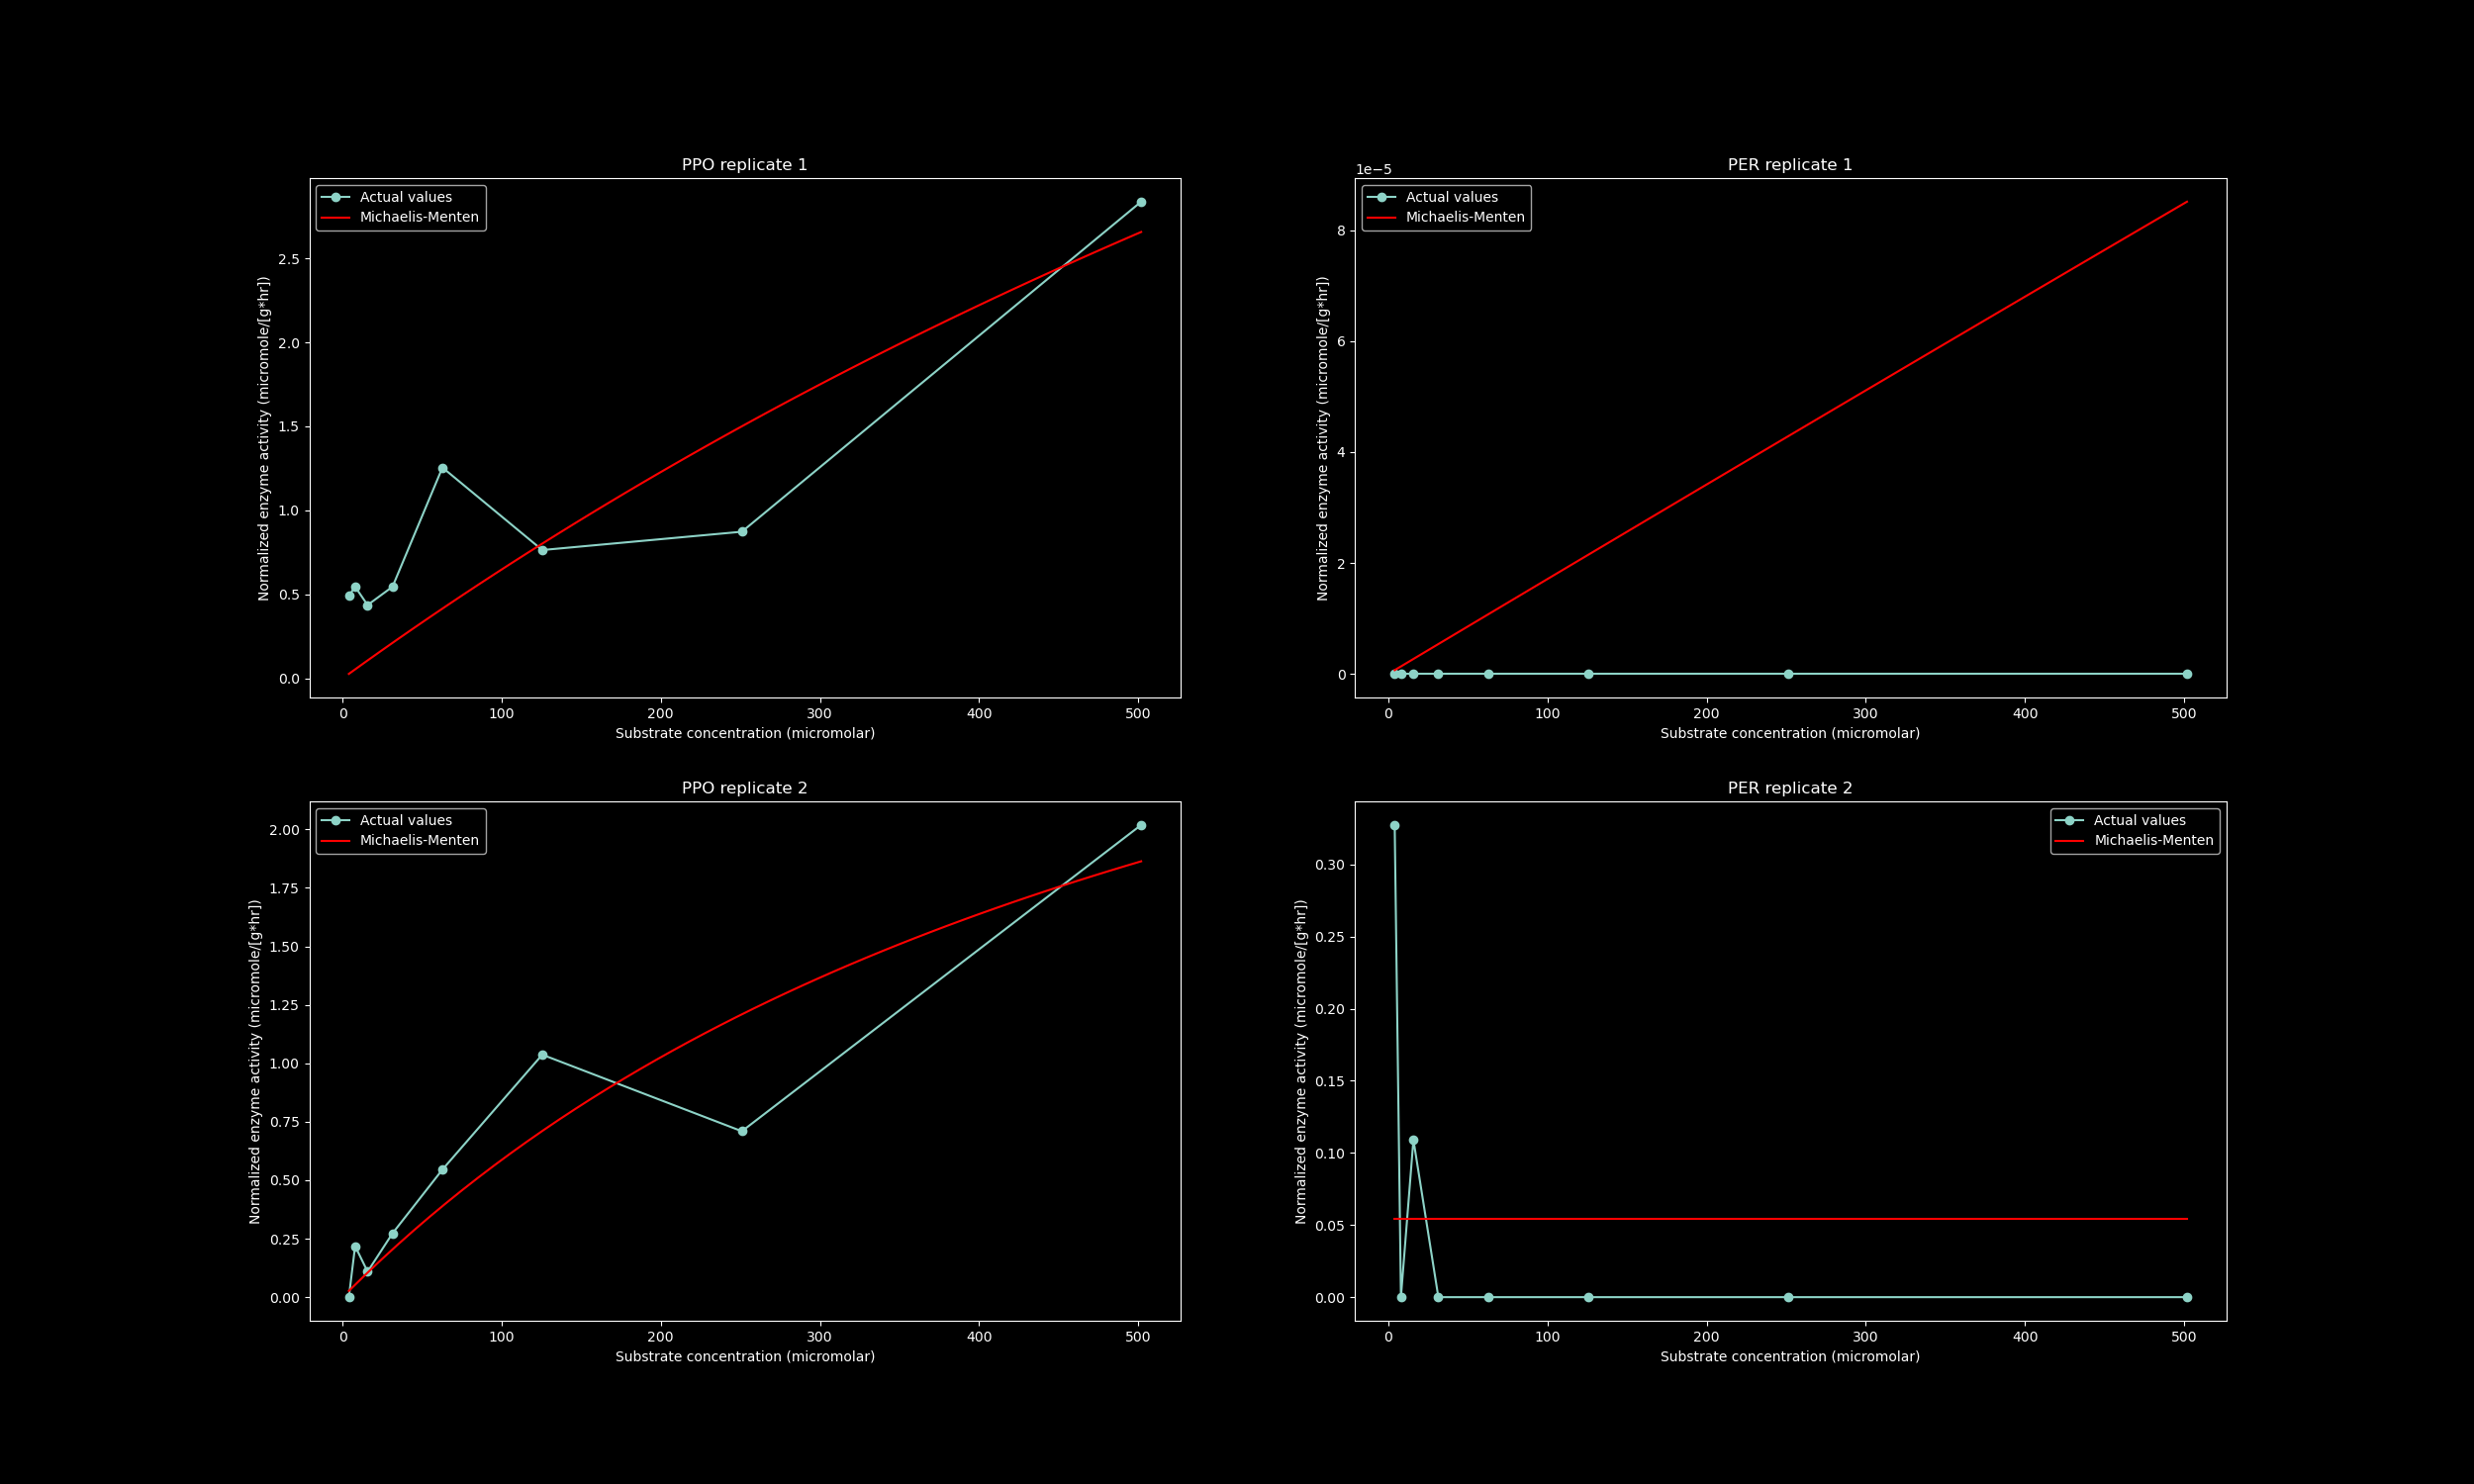 PPO replicate 1
Actual values
Michaelis-Menten
Normalized enzyme activity (micromole/[g*hr])
2.5
2.0
1.5
1.0
0.5
0.0
0 100 200 300 400 500
Substrate concentration (micromolar)
PER replicate 1
1e−5
Actual values
Michaelis-Menten
Normalized enzyme activity (micromole/[g*hr])
8
6
4
2
0
0 100 200 300 400 500
Substrate concentration (micromolar)
PPO replicate 2
Actual values
Michaelis-Menten
Normalized enzyme activity (micromole/[g*hr])
2.00
1.75
1.50
1.25
1.00
0.75
0.50
0.25
0.00
0 100 200 300 400 500
Substrate concentration (micromolar)
PER replicate 2
Actual values
Michaelis-Menten
Normalized enzyme activity (micromole/[g*hr])
0.30
0.25
0.20
0.15
0.10
0.05
0.00
0 100 200 300 400 500
Substrate concentration (micromolar)